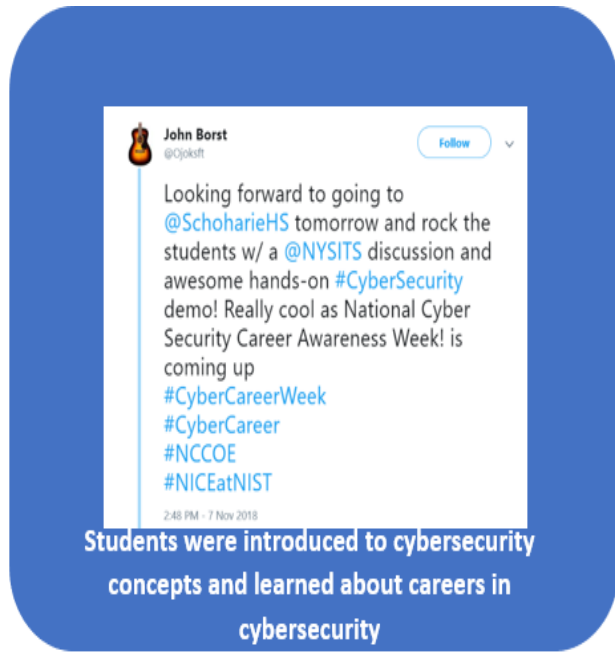 John Borst
@Ojoksft
Follow
Looking forward to going to
@SchoharieHS tomorrow and rock the
students w/ a @NYSITS discussion and
awesome hands-on #CyberSecurity
demo! Really cool as National Cyber
Security Career Awareness Week! is
coming up
#CyberCareerWeek
#CyberCareer
#NCCOE
#NICEatNIST
2:48 PM - 7 Nov 2018
Students were introduced to cybersecurity
concepts and learned about careers in
cybersecurity